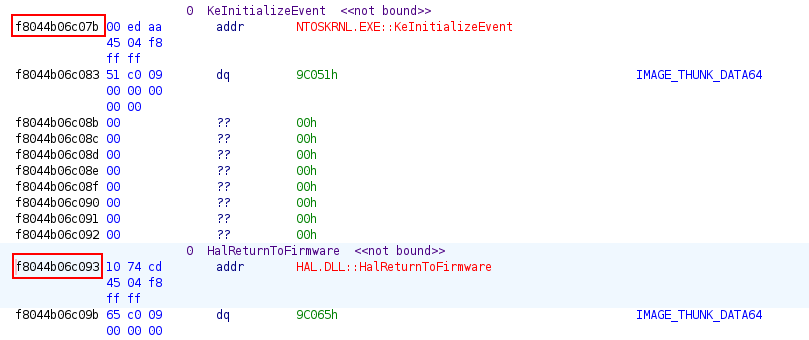 0 KeInitializeEvent <<not bound>>
f8044b06c07b 00 ed aa addr NTOSKRNL.EXE::KeInitializeEvent
45 04 f8
ff ff
f8044b06c083 51 c0 09 dq 9C051h IMAGE_THUNK_DATA64
00 00 00
00 00
f8044b06c08b 00 ?? 00h
f8044b06c08c 00 ?? 00h
f8044b06c08d 00 ?? 00h
f8044b06c08e 00 ?? 00h
f8044b06c08f 00 ?? 00h
f8044b06c090 00 ?? 00h
f8044b06c091 00 ?? 00h
f8044b06c092 00 ?? 00h
0 HalReturnToFirmware <<not bound>>
f8044b06c093 10 74 cd addr HAL.DLL::HalReturnToFirmware
45 04 f8
ff ff
f8044b06c09b 65 c0 09 dq 9C065h IMAGE_THUNK_DATA64
00 00 00